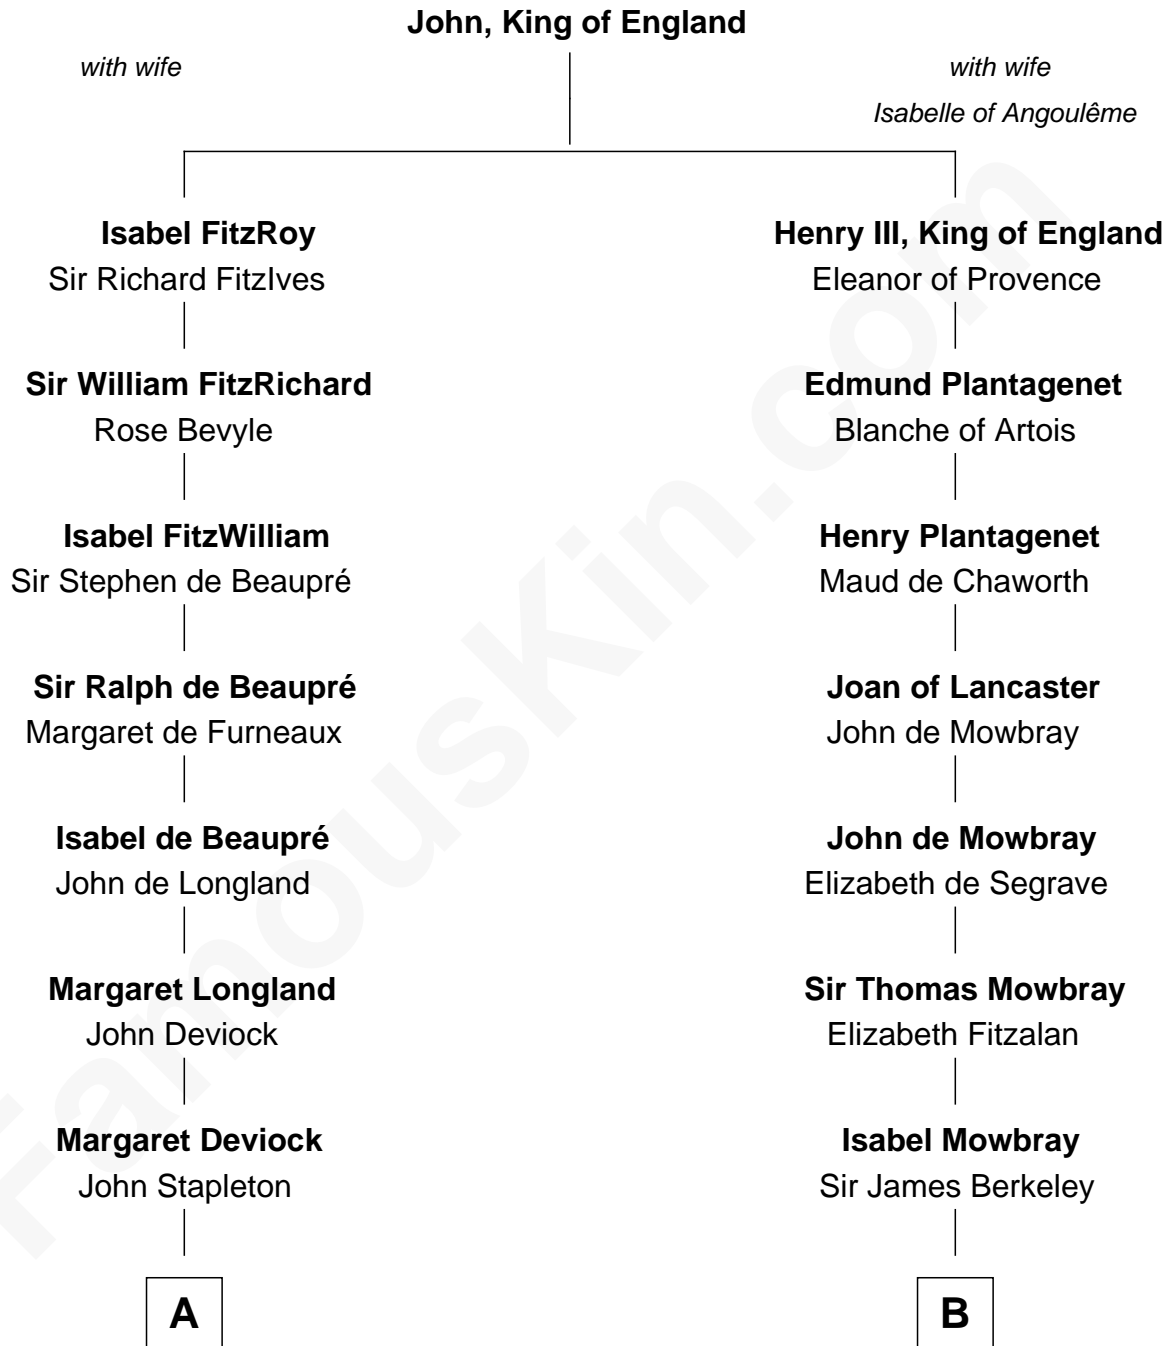 John, King of England
with wife
with wife
Isabelle of Angoulême
Isabel FitzRoy
Sir Richard FitzIves
Henry III, King of England
Eleanor of Provence
Sir William FitzRichard
Rose Bevyle
Edmund Plantagenet
Blanche of Artois
Isabel FitzWilliam
Sir Stephen de Beaupré
Henry Plantagenet
Maud de Chaworth
Sir Ralph de Beaupré
Margaret de Furneaux
Joan of Lancaster
John de Mowbray
Isabel de Beaupré
John de Longland
John de Mowbray
Elizabeth de Segrave
Margaret Longland
John Deviock
Sir Thomas Mowbray
Elizabeth Fitzalan
Margaret Deviock
John Stapleton
Isabel Mowbray
Sir James Berkeley
A
B
FamousKin.com